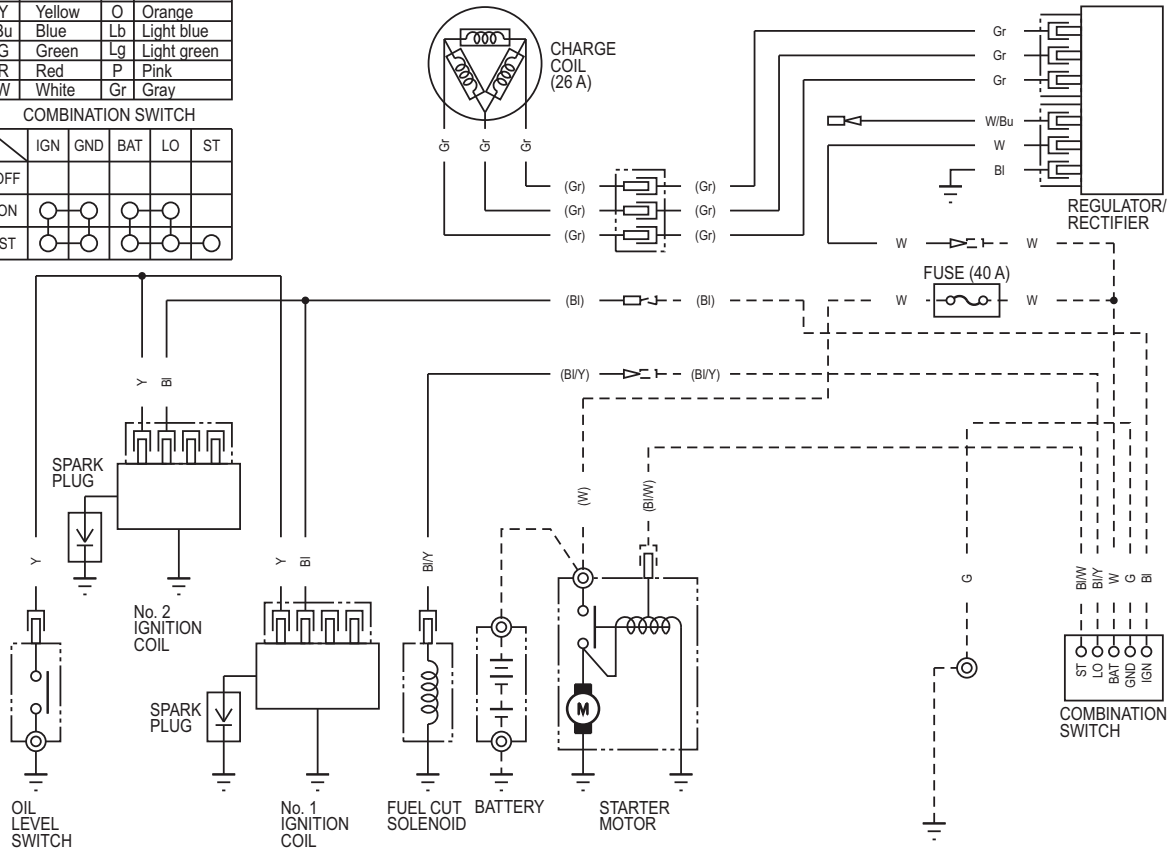 Y Yellow O Orange
Bu Blue Lb Light blue
G Green Lg Light green
R Red P Pink
W White Gr Gray
COMBINATION SWITCH
IGN GND BAT LO ST
OFF
ON
ST
CHARGE
COIL
(26 A)
Gr
Gr
Gr
Gr
Gr
Gr
W/Bu
W
Bl
REGULATOR/
RECTIFIER
(Gr) (Gr)
(Gr) (Gr)
(Gr) (Gr)
W W
FUSE (40 A)
W W
(Bl) (Bl)
(Bl/Y) (Bl/Y)
Y Bl
SPARK
PLUG
No. 2
IGNITION
COIL
Y
Y Bl
SPARK
PLUG
No. 1
IGNITION
COIL
Bl/Y
(W)
(Bl/W)
G
Bl/W Bl/Y W G Bl
ST LO BAT GND IGN
COMBINATION
SWITCH
M
OIL
LEVEL
SWITCH
FUEL CUT
SOLENOID
BATTERY
STARTER
MOTOR